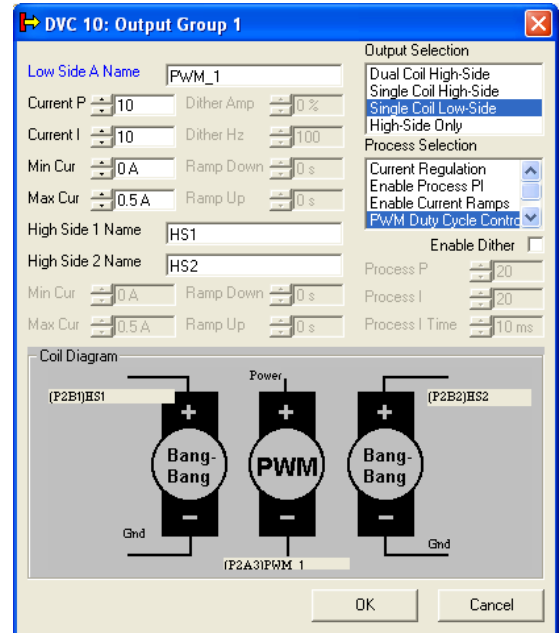 DVC 10: Output Group 1
Output Selection
Low Side A Name PWM_1
Dual Coil High-Side
Single Coil High-Side
Single Coil Low-Side
High-Side Only
Current P 10 Dither Amp 0 %
Current I 10 Dither Hz 100
Process Selection
Min Cur 0 A Ramp Down 0 s
Max Cur 0.5 A Ramp Up 0 s
Current Regulation
Enable Process PI
Enable Current Ramps
PWM Duty Cycle Contro
High Side 1 Name HS1
Enable Dither
High Side 2 Name HS2
Process P 20
Min Cur 0 A Ramp Down 0 s
Process I 20
Max Cur 0.5 A Ramp Up 0 s
Process I Time 10 ms
Coil Diagram
Power
(P2B1)HS1
(P2B2)HS2
+ + +
Bang-Bang
PWM
Bang-Bang
- - -
Gnd
Gnd
(P2A3)PWM_1
OK Cancel